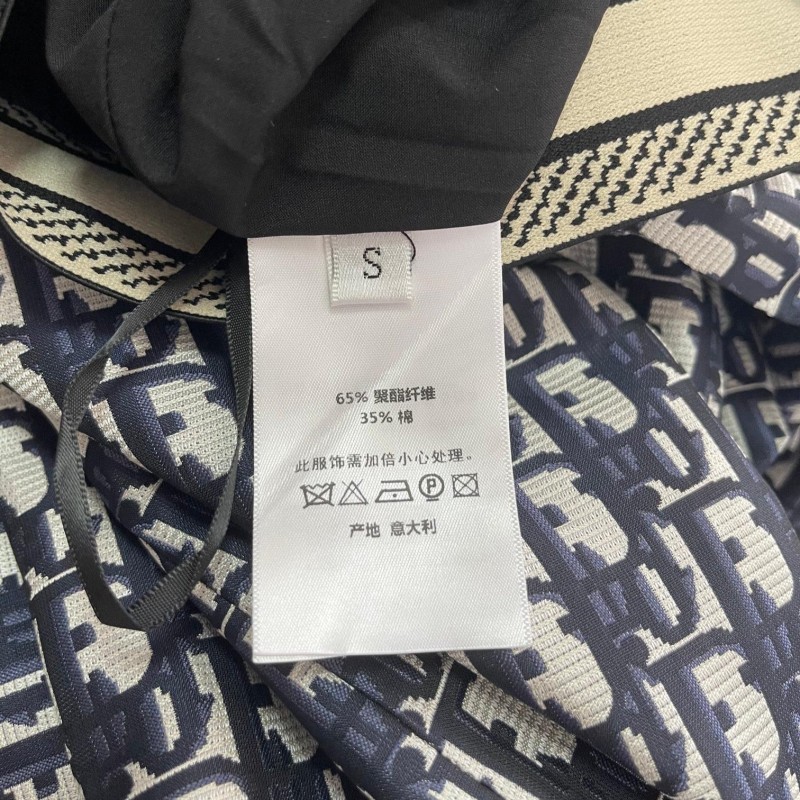 S
65% 聚酯纤维
35% 棉
此服饰需加倍小心处理。
P
产地 意大利